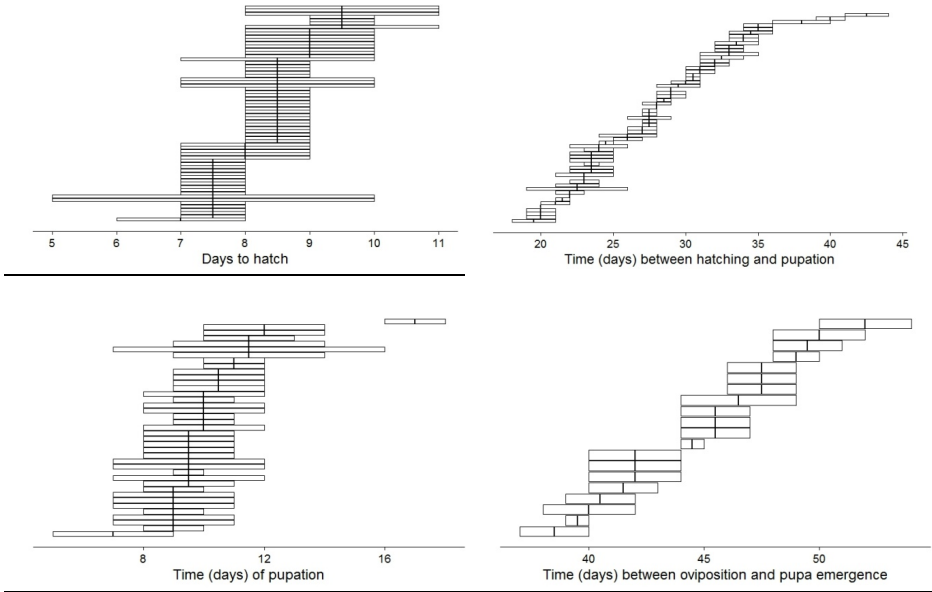 5 6 7 8 9 10 11
Days to hatch
20 25 30 35 40 45
Time (days) between hatching and pupation
8 12 16
Time (days) of pupation
40 45 50
Time (days) between oviposition and pupa emergence